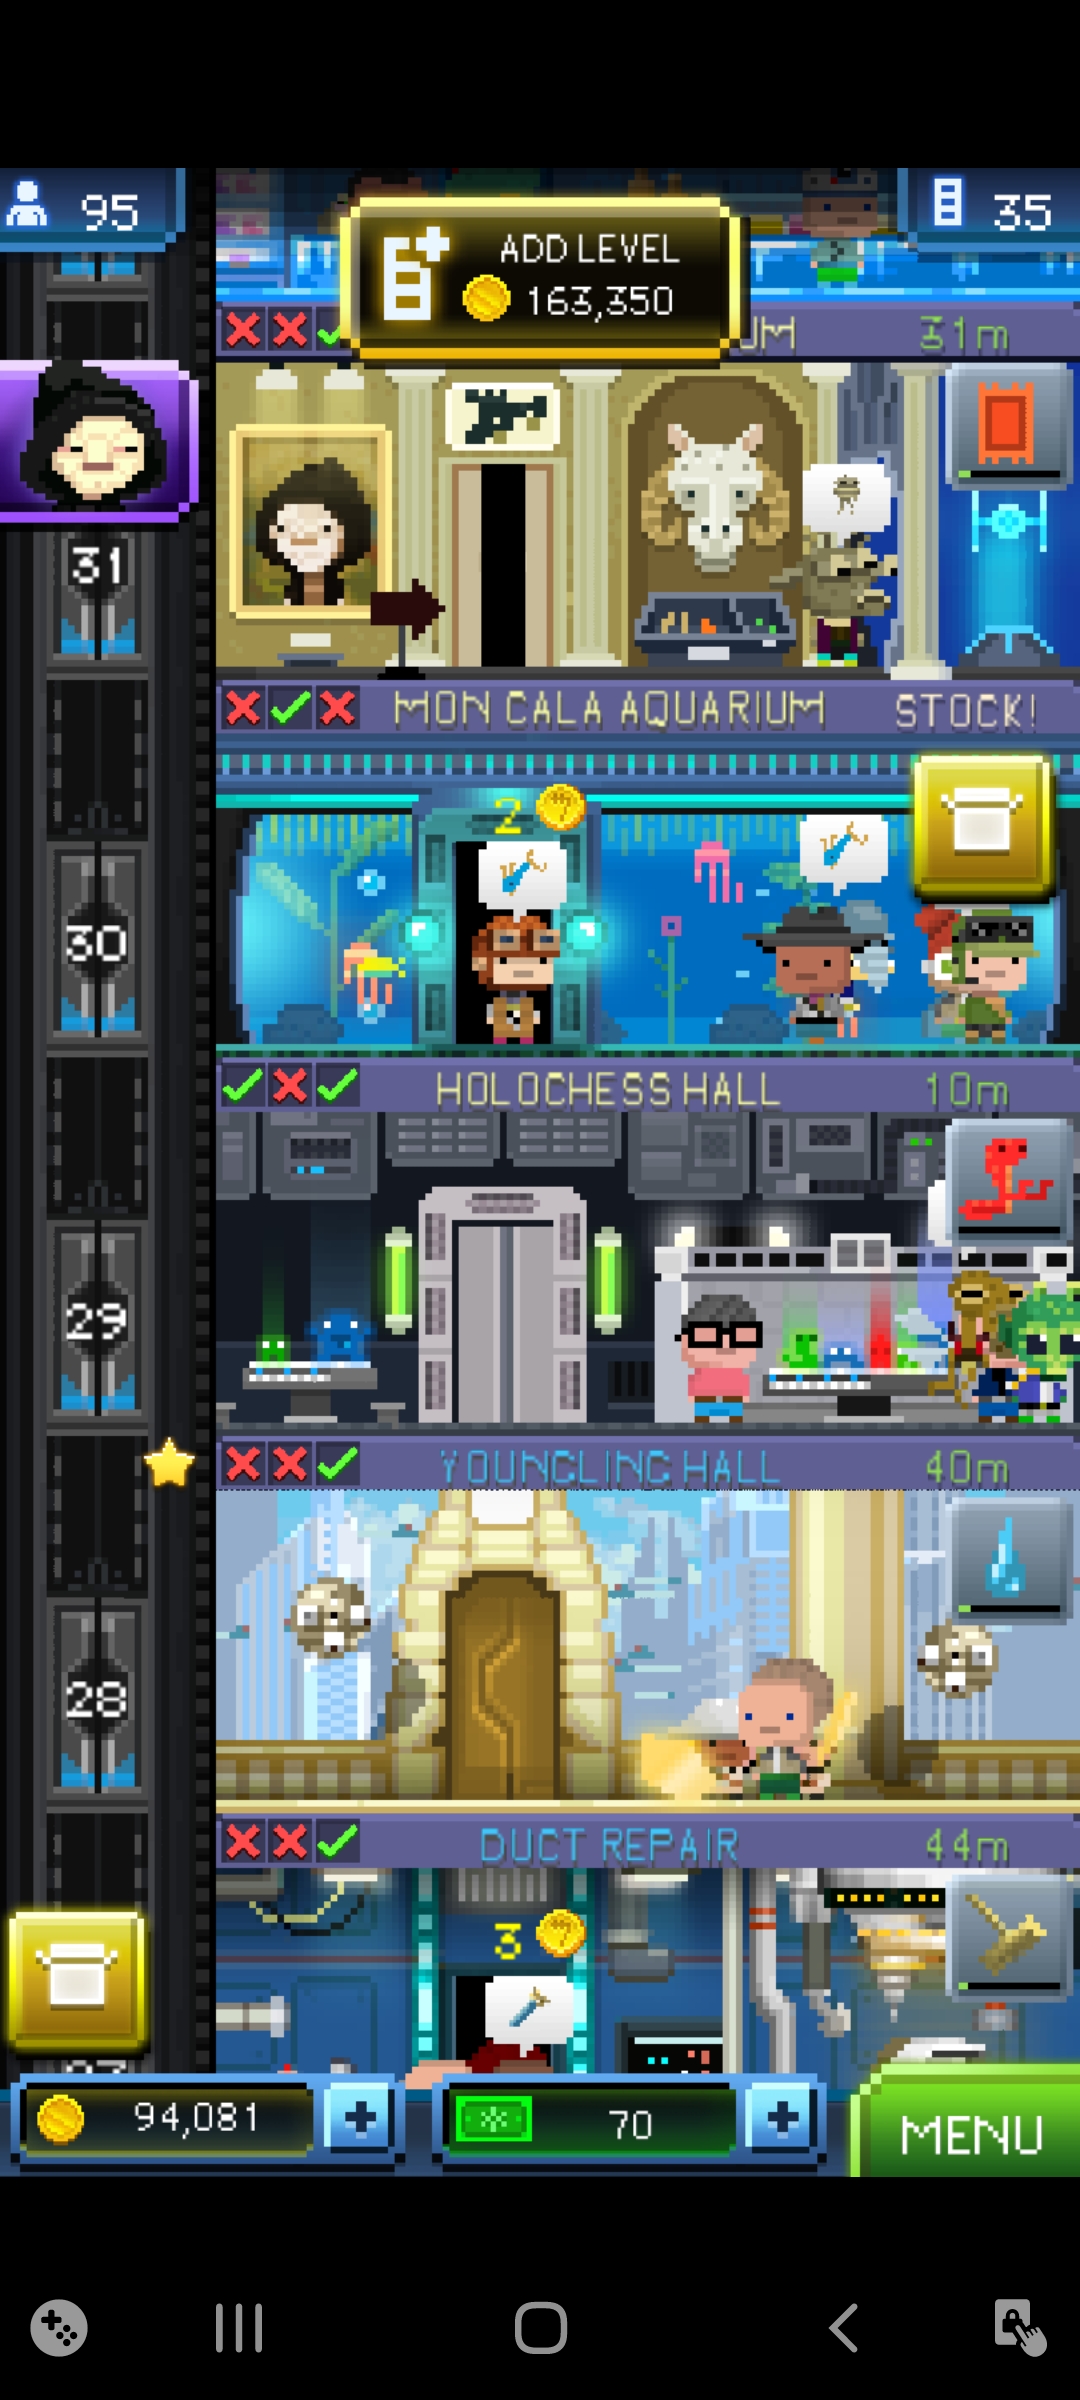 95
35
ADD LEVEL
163,350
UM
31m
31
MON CALA AQUARIUM
STOCK!
2
30
HOLOCHESS HALL
10m
29
YOUNGLING HALL
40m
28
DUCT REPAIR
44m
3
94,081
70
MENU